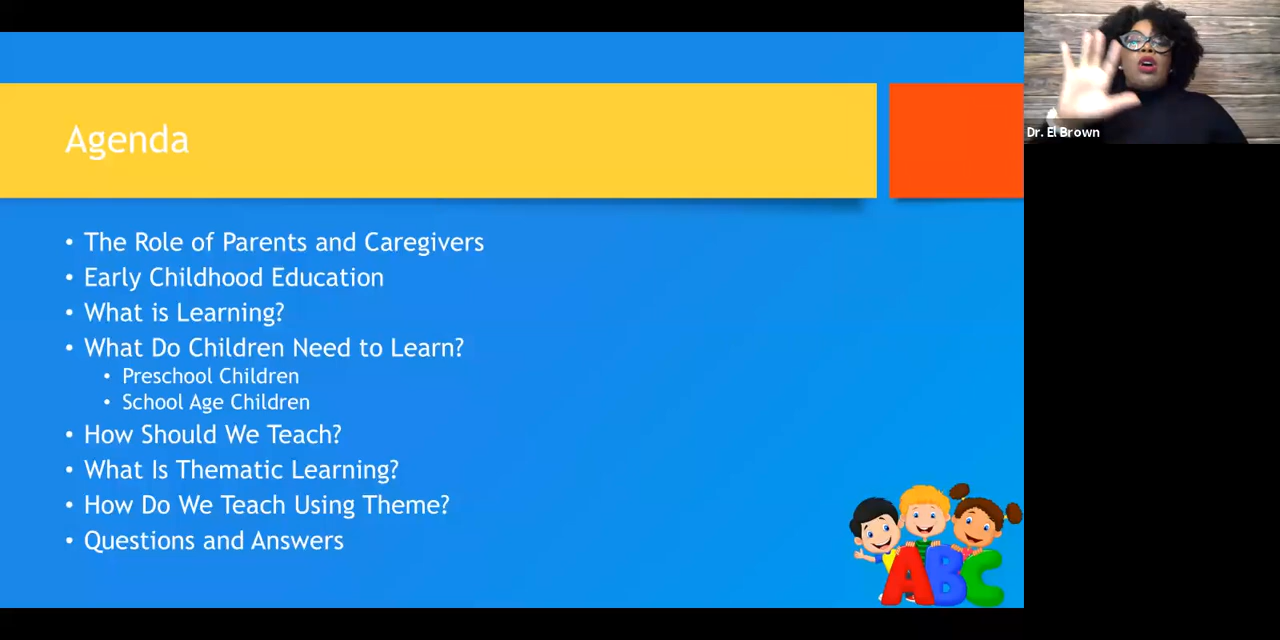 Agenda
• The Role of Parents and Caregivers
• Early Childhood Education
• What is Learning?
• What Do Children Need to Learn?
• Preschool Children
• School Age Children
• How Should We Teach?
• What Is Thematic Learning?
• How Do We Teach Using Theme?
• Questions and Answers
ABC
Dr. El Brown